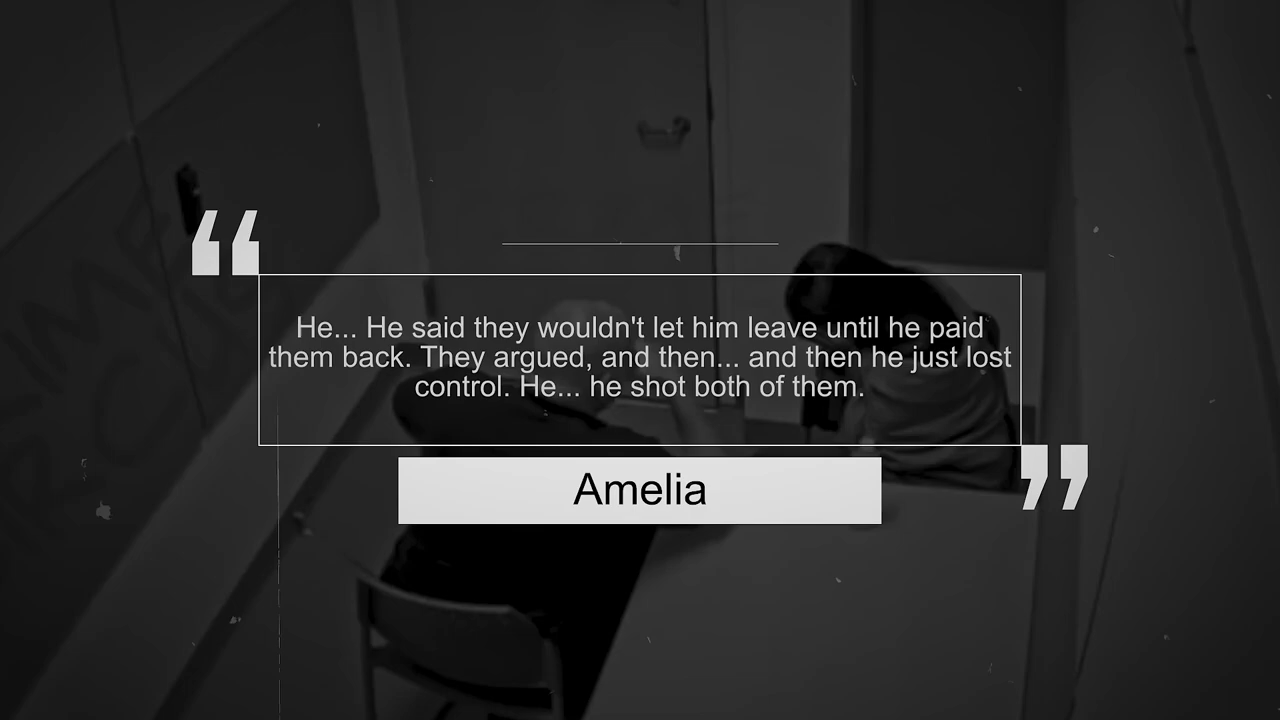 He... He said they wouldn't let him leave until he paid
them back. They argued, and then... and then he just lost
control. He... he shot both of them.
Amelia